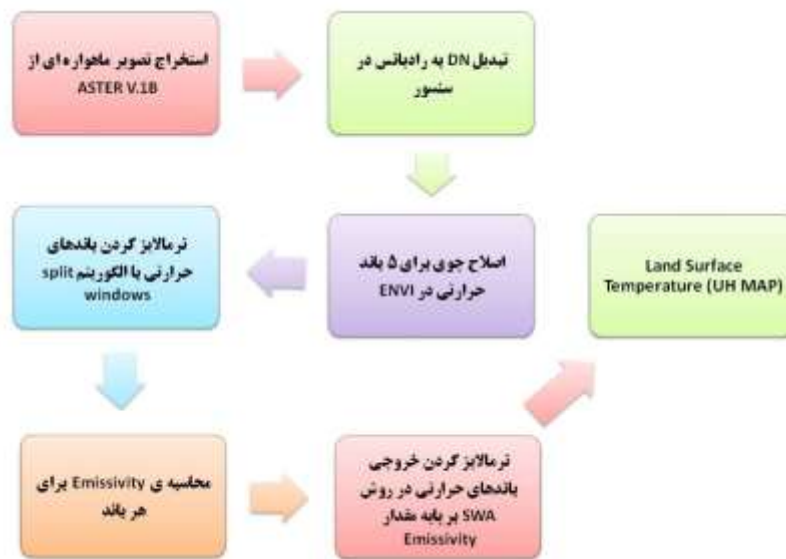 استخراج تصویر ماهواره ای از
ASTER V.1B
تبدیل DN به رادیانس در
سنسور
اصلاح جوی برای 5 باند
حرارتی در ENVI
نرمالایز کردن باندهای
حرارتی با الگوریتم split
windows
محاسبه ی Emissivity برای
هر باند
نرمالایز کردن خروجی
باندهای حرارتی در روش
SWA بر پایه مقدار
Emissivity
Land Surface
Temperature (UH MAP)